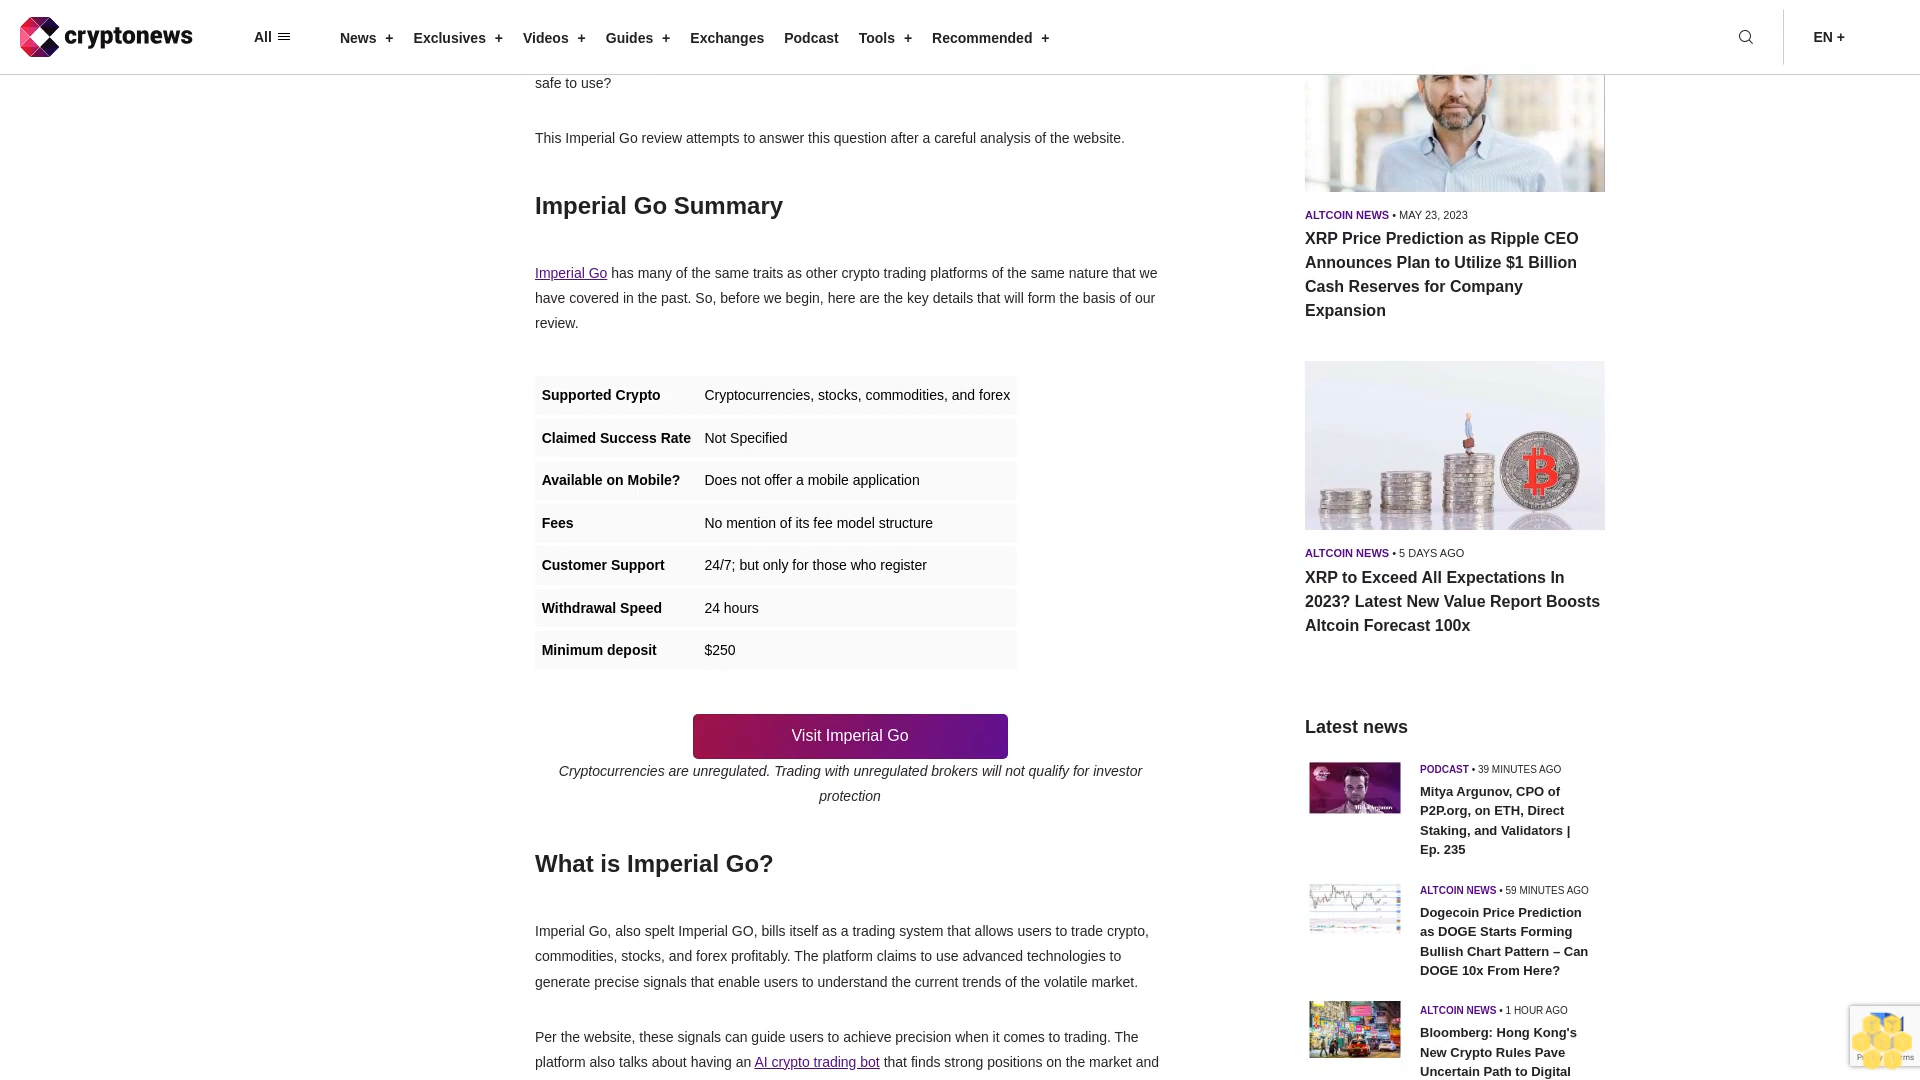 cryptonews
All
News +
Exclusives +
Videos +
Guides +
Exchanges
Podcast
Tools +
Recommended +
EN +
safe to use?
This Imperial Go review attempts to answer this question after a careful analysis of the website.
Imperial Go Summary
Imperial Go has many of the same traits as other crypto trading platforms of the same nature that we
have covered in the past. So, before we begin, here are the key details that will form the basis of our
review.
Supported Crypto Cryptocurrencies, stocks, commodities, and forex
Claimed Success Rate Not Specified
Available on Mobile? Does not offer a mobile application
Fees No mention of its fee model structure
Customer Support 24/7; but only for those who register
Withdrawal Speed 24 hours
Minimum deposit $250
Visit Imperial Go
Cryptocurrencies are unregulated. Trading with unregulated brokers will not qualify for investor
protection
What is Imperial Go?
Imperial Go, also spelt Imperial GO, bills itself as a trading system that allows users to trade crypto,
commodities, stocks, and forex profitably. The platform claims to use advanced technologies to
generate precise signals that enable users to understand the current trends of the volatile market.
Per the website, these signals can guide users to achieve precision when it comes to trading. The
platform also talks about having an AI crypto trading bot that finds strong positions on the market and
ALTCOIN NEWS • MAY 23, 2023
XRP Price Prediction as Ripple CEO
Announces Plan to Utilize $1 Billion
Cash Reserves for Company
Expansion
ALTCOIN NEWS • 5 DAYS AGO
XRP to Exceed All Expectations In
2023? Latest New Value Report Boosts
Altcoin Forecast 100x
Latest news
PODCAST • 39 MINUTES AGO
Mitya Argunov, CPO of
P2P.org, on ETH, Direct
Staking, and Validators |
Ep. 235
ALTCOIN NEWS • 59 MINUTES AGO
Dogecoin Price Prediction
as DOGE Starts Forming
Bullish Chart Pattern – Can
DOGE 10x From Here?
ALTCOIN NEWS • 1 HOUR AGO
Bloomberg: Hong Kong's
New Crypto Rules Pave
Uncertain Path to Digital